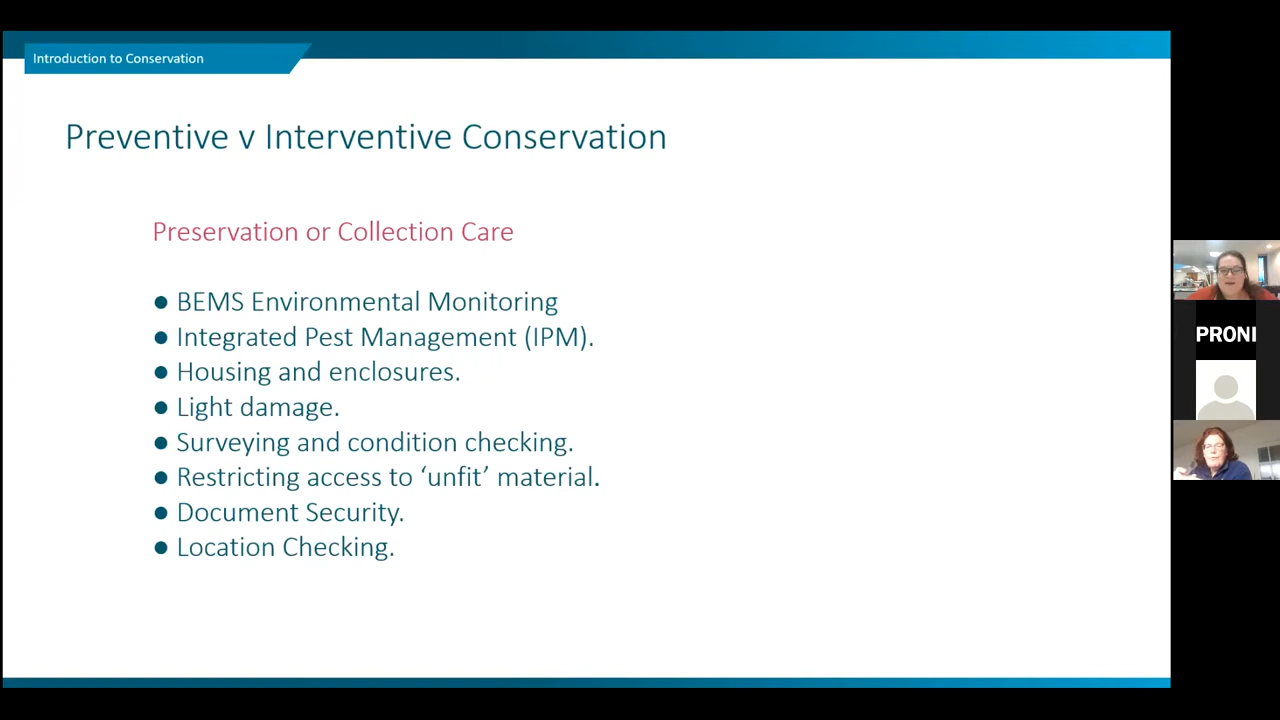 Introduction to Conservation
Preventive v Interventive Conservation
Preservation or Collection Care
● BEMS Environmental Monitoring
● Integrated Pest Management (IPM).
● Housing and enclosures.
● Light damage.
● Surveying and condition checking.
● Restricting access to ‘unfit’ material.
● Document Security.
● Location Checking.
PRONI